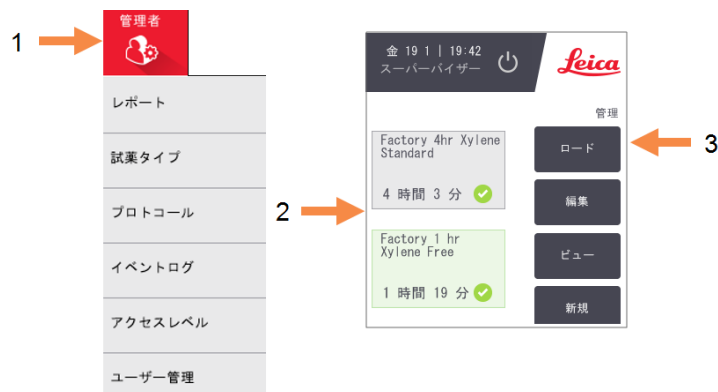 1
管理者
レポート
試薬タイプ
プロトコール
イベントログ
アクセスレベル
ユーザー管理
2
金 19 1 | 19:42
スーパーバイザー
Leica
管理
Factory 4hr Xylene
Standard
4 時間 3 分
Factory 1 hr
Xylene Free
1 時間 19 分
ロード
編集
ビュー
新規
3